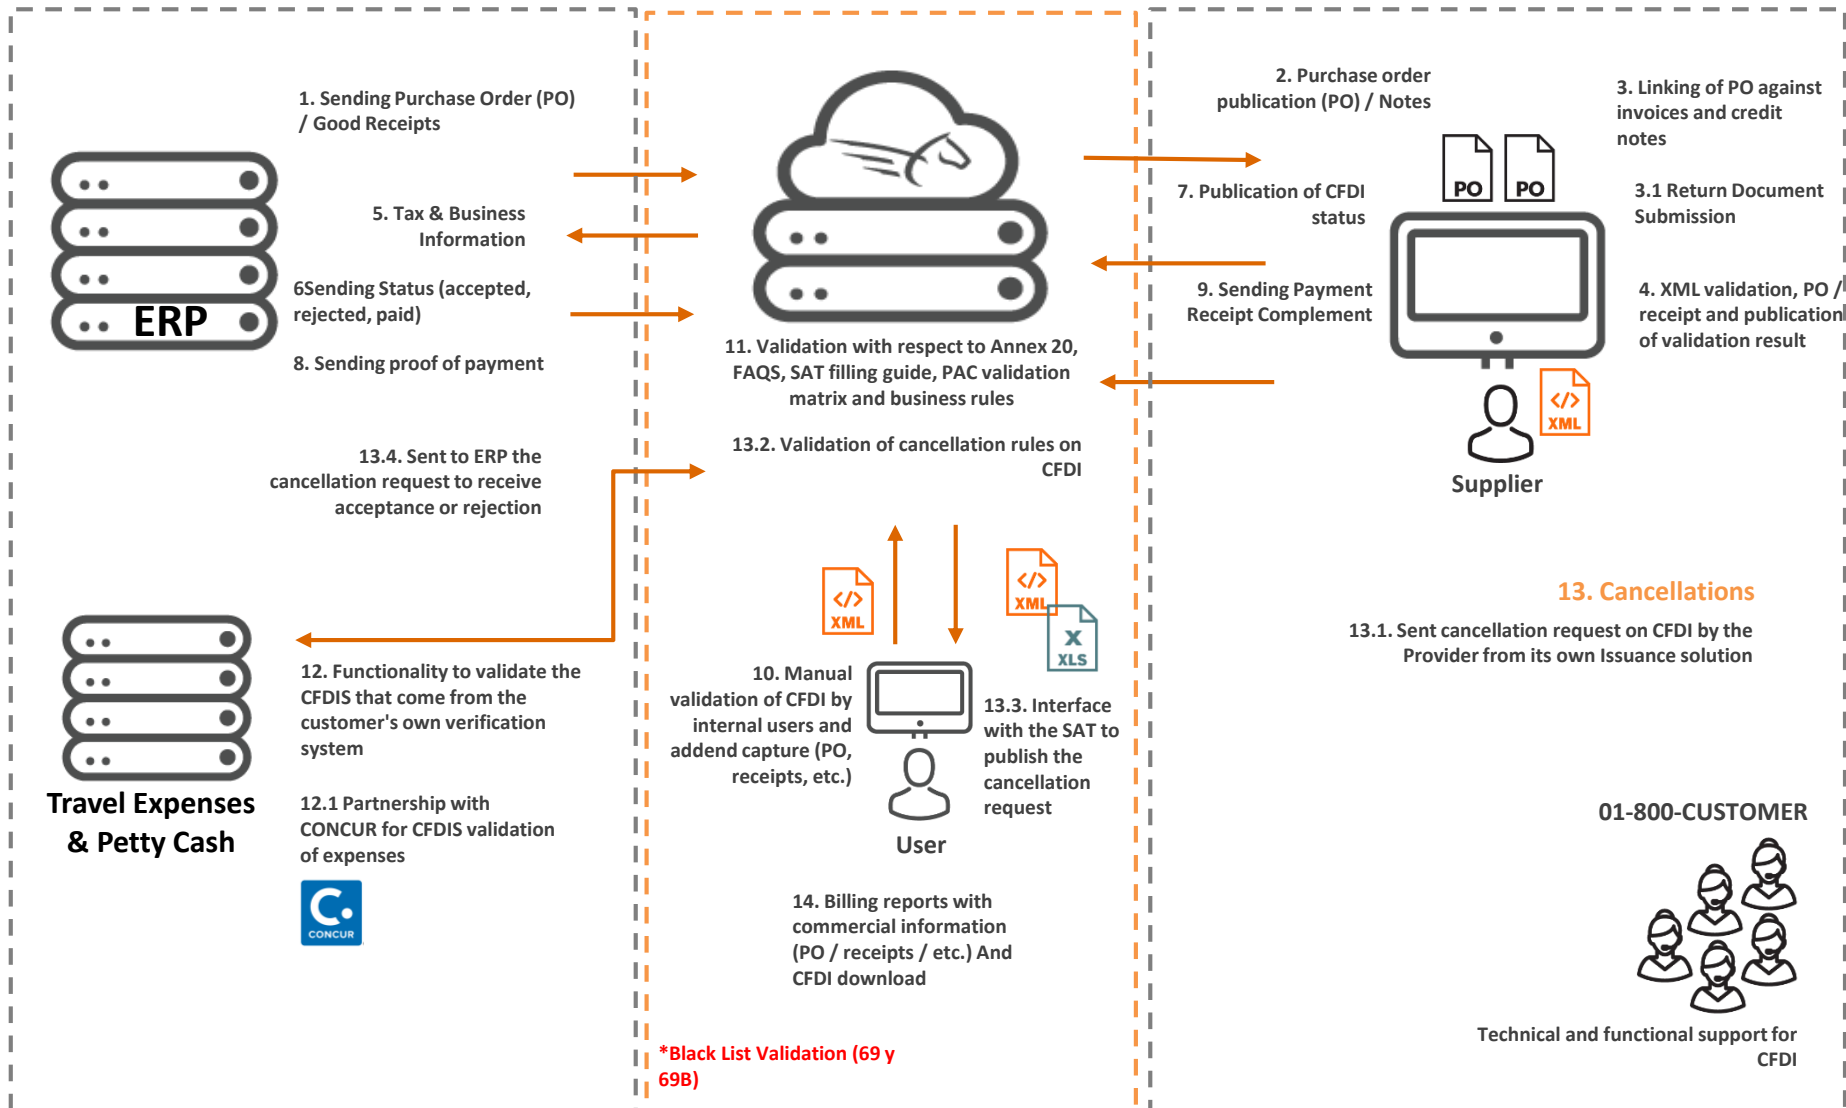 1. Sending Purchase Order (PO)
/ Good Receipts
5. Tax & Business
Information
6Sending Status (accepted,
rejected, paid)
ERP
8. Sending proof of payment
13.4. Sent to ERP the
cancellation request to receive
acceptance or rejection
12. Functionality to validate the
CFDIS that come from the
customer's own verification
system
Travel Expenses
& Petty Cash
12.1 Partnership with
CONCUR for CFDIS validation
of expenses
C.
CONCUR
11. Validation with respect to Annex 20,
FAQS, SAT filling guide, PAC validation
matrix and business rules
13.2. Validation of cancellation rules on
CFDI
</>
XML
</>
XML
X
XLS
10. Manual
validation of CFDI by
internal users and
addend capture (PO,
receipts, etc.)
13.3. Interface
with the SAT to
publish the
cancellation
request
User
14. Billing reports with
commercial information
(PO / receipts / etc.) And
CFDI download
*Black List Validation (69 y
69B)
2. Purchase order
publication (PO) / Notes
3. Linking of PO against
invoices and credit
notes
PO
PO
7. Publication of CFDI
status
3.1 Return Document
Submission
9. Sending Payment
Receipt Complement
4. XML validation, PO /
receipt and publication
of validation result
</>
XML
Supplier
13. Cancellations
13.1. Sent cancellation request on CFDI by the
Provider from its own Issuance solution
01-800-CUSTOMER
Technical and functional support for
CFDI